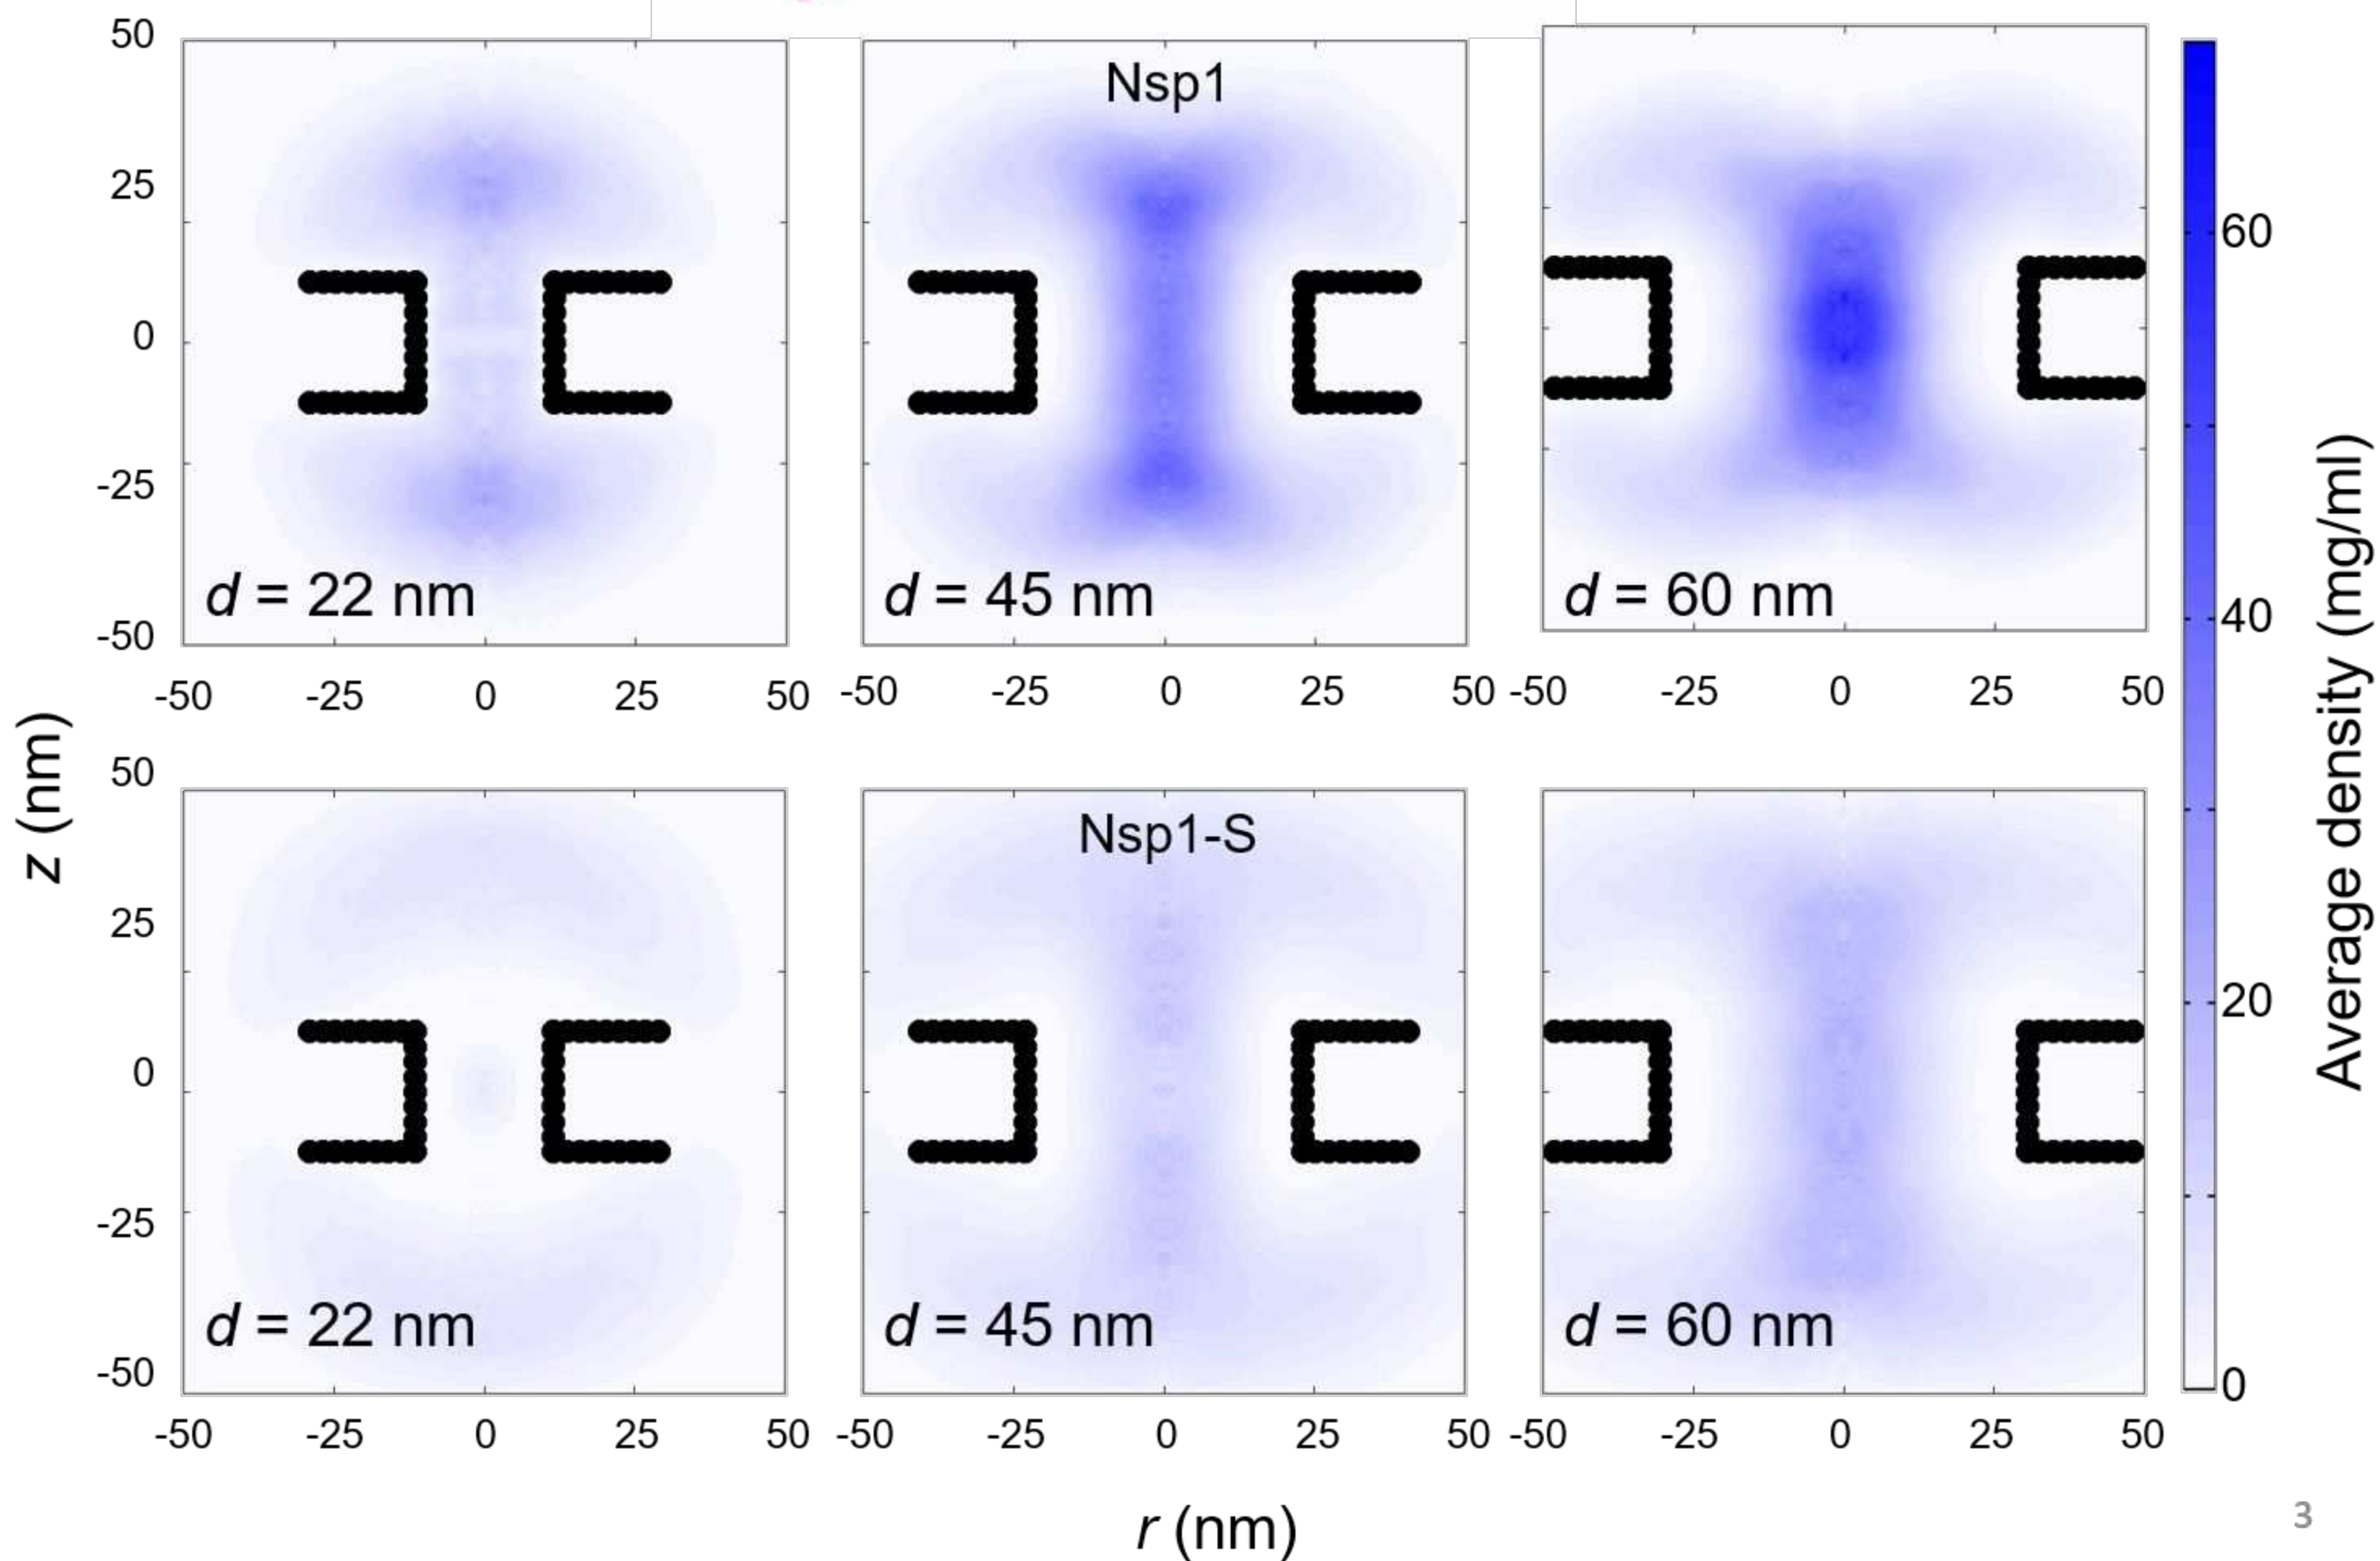 50
25
0
-25
-50
Nsp1
d = 22 nm
d = 45 nm
d = 60 nm
-50 -25 0 25 50
-50 -25 0 25 50
-50 -25 0 25 50
z (nm)
50
25
0
-25
-50
Nsp1-S
d = 22 nm
d = 45 nm
d = 60 nm
-50 -25 0 25 50
-50 -25 0 25 50
-50 -25 0 25 50
r (nm)
60
40
20
0
Average density (mg/ml)
3